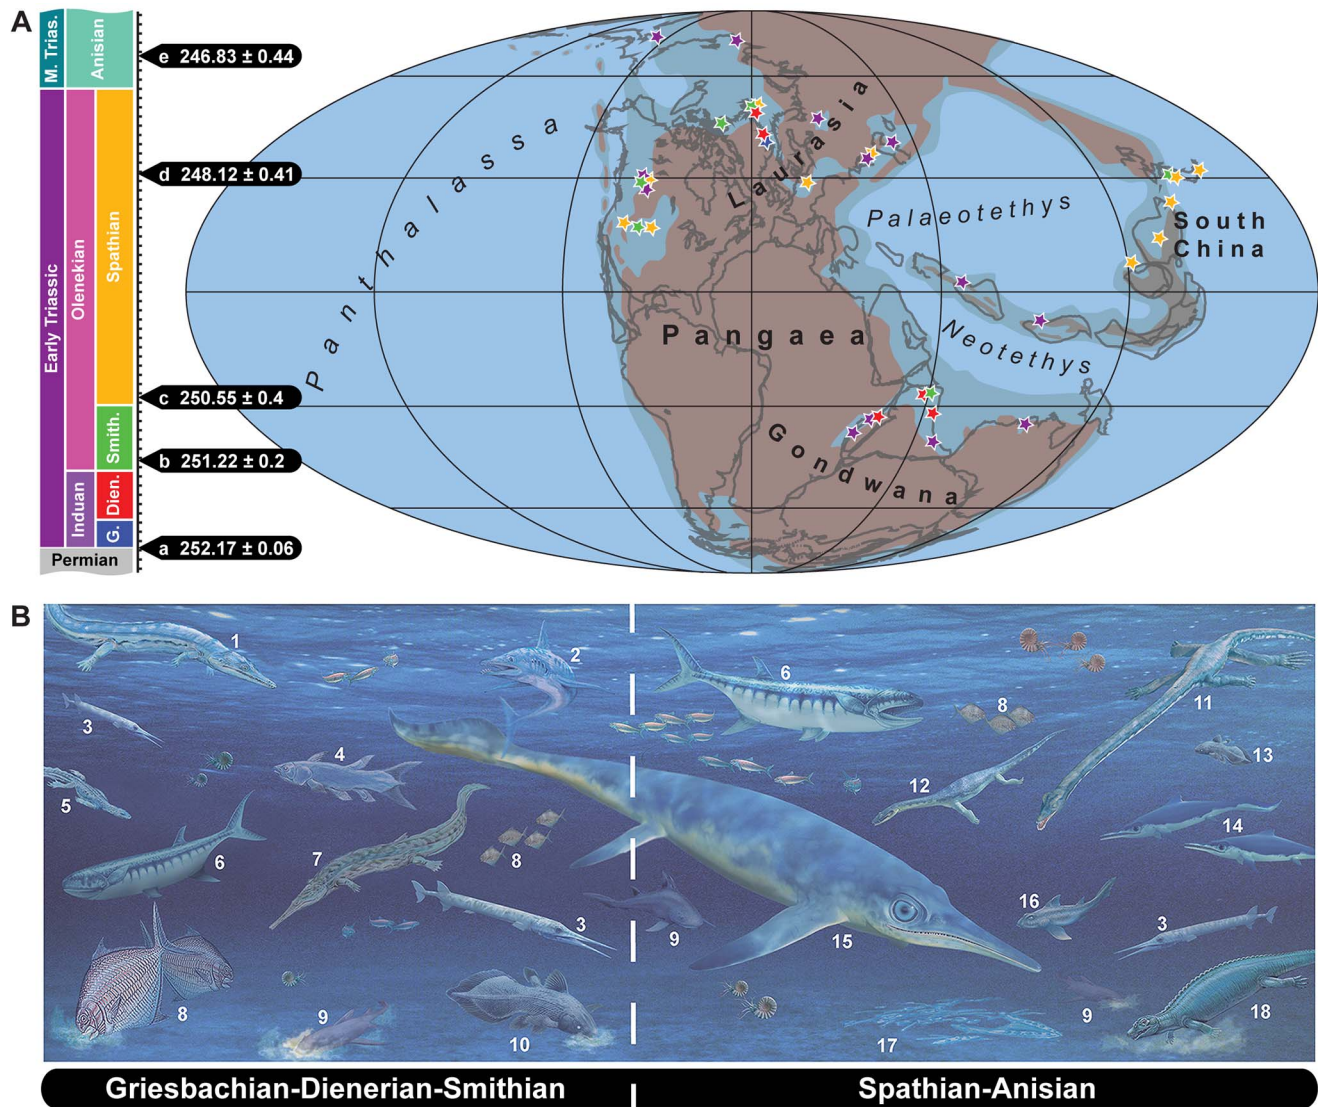 A
M. Trias.
Anisian
Early Triassic
Olenekian
Spathian
Smith.
Induan
Dien.
G.
Permian
e 246.83 ± 0.44
d 248.12 ± 0.41
c 250.55 ± 0.4
b 251.22 ± 0.2
a 252.17 ± 0.06
Panthalassa
Laurasia
Palaeotethys
South
China
Pangaea
Neotethys
Gondwana
B
1
2
3
4
5
6
7
8
3
8
9
10
6
8
11
12
13
14
9
15
16
3
17
9
18
Griesbachian-Dienerian-Smithian
Spathian-Anisian